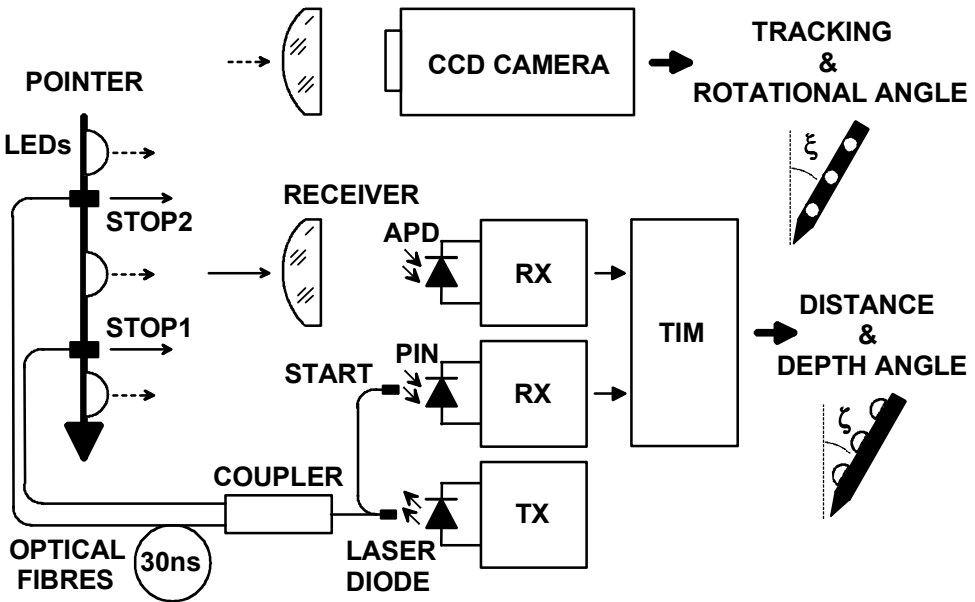 CCD CAMERA
TRACKING
&
ROTATIONAL ANGLE
ξ
POINTER
LEDs
STOP2
RECEIVER
APD
RX
TIM
DISTANCE
&
DEPTH ANGLE
ζ
STOP1
START
PIN
RX
COUPLER
TX
LASER
DIODE
OPTICAL
FIBRES
30ns